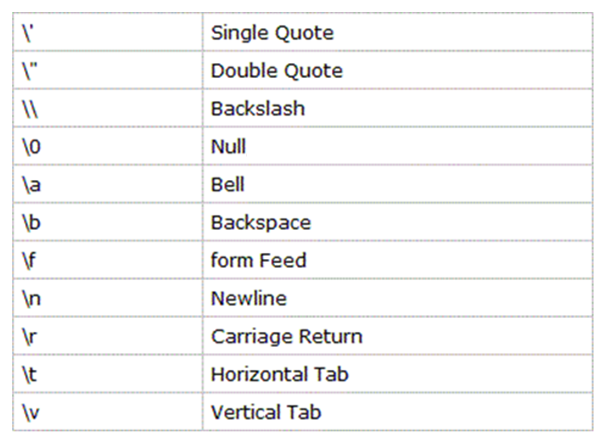 \' Single Quote
\" Double Quote
\\ Backslash
\0 Null
\a Bell
\b Backspace
\f form Feed
\n Newline
\r Carriage Return
\t Horizontal Tab
\v Vertical Tab